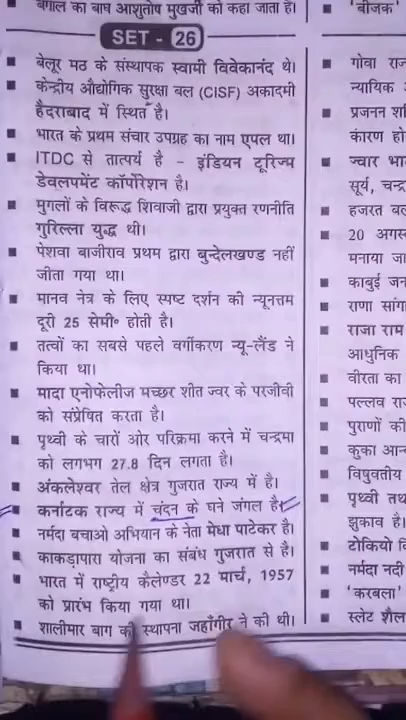 बंगाल का बाघ आशुतोष मुखर्जी को कहा जाता है।
SET - 26
बेलूर मठ के संस्थापक स्वामी विवेकानंद थे।
केन्द्रीय औद्योगिक सुरक्षा बल (CISF) अकादमी
हैदराबाद में स्थित है।
भारत के प्रथम संचार उपग्रह का नाम एपल था।
ITDC से तात्पर्य है - इंडियन टूरिज्म
डेवलपमेंट कॉर्पोरेशन है।
मुगलों के विरूद्ध शिवाजी द्वारा प्रयुक्त रणनीति
गुरिल्ला युद्ध थी।
पेशवा बाजीराव प्रथम द्वारा बुन्देलखण्ड नहीं
जीता गया था।
मानव नेत्र के लिए स्पष्ट दर्शन की न्यूनतम
दूरी 25 सेमी० होती है।
तत्वों का सबसे पहले वर्गीकरण न्यू-लैंड ने
किया था।
मादा एनोफेलीज मच्छर शीत ज्वर के परजीवी
को संप्रेषित करता है।
पृथ्वी के चारों ओर परिक्रमा करने में चन्द्रमा
को लगभग 27.8 दिन लगता है।
अंकलेश्वर तेल क्षेत्र गुजरात राज्य में है।
कर्नाटक राज्य में चंदन के घने जंगल है।
नर्मदा बचाओ अभियान के नेता मेधा पाटेकर है।
काकड़ापारा योजना का संबंध गुजरात से है।
भारत में राष्ट्रीय कैलेण्डर 22 मार्च, 1957
को प्रारंभ किया गया था।
शालीमार बाग की स्थापना जहाँगीर ने की थी।
'बीजक'
गोवा राज
न्यायिक
प्रजनन
कारण हो
ज्वार
सूर्य, चन्द्र
हजरत
20 अगस
मनाया जा
काबुई जन
राणा सांग
राजा राम
आधुनिक
वीरता का
पल्लव
पुराणों की
कूका
विषुवतीय
पृथ्वी
झुकाव है।
टोकियो
नर्मदा नदी
'करबला'
स्लेट शैल